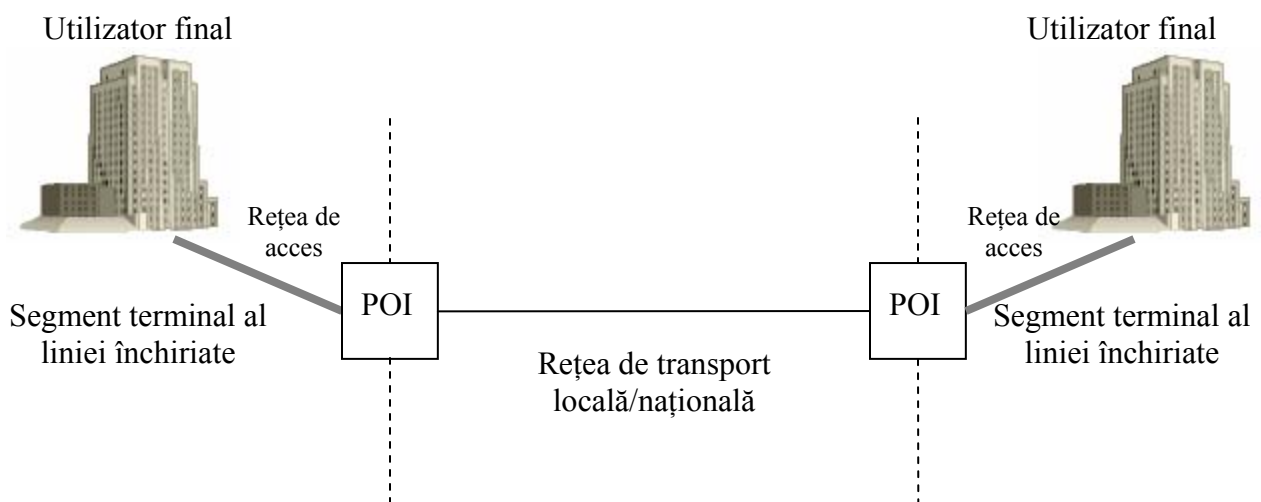 Utilizator final
Utilizator final
Rețea de
acces
Rețea de
acces
POI
POI
Segment terminal al
liniei închiriate
Segment terminal al
liniei închiriate
Rețea de transport
locală/națională